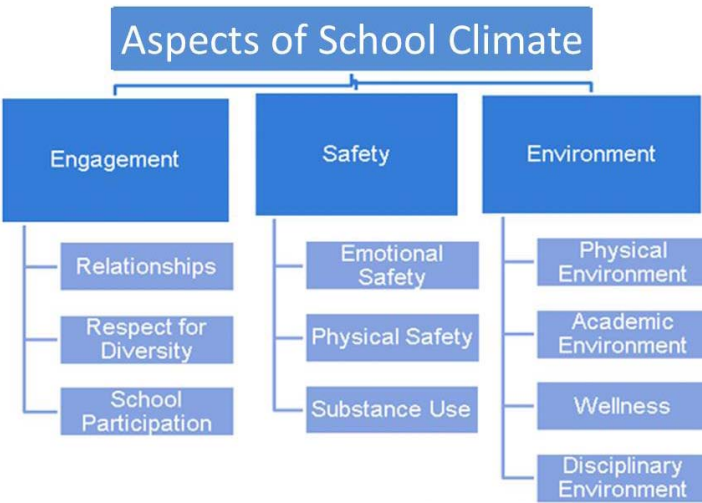 Aspects of School Climate
Engagement
Relationships
Respect for
Diversity
School
Participation
Safety
Emotional
Safety
Physical Safety
Substance Use
Environment
Physical
Environment
Academic
Environment
Wellness
Disciplinary
Environment